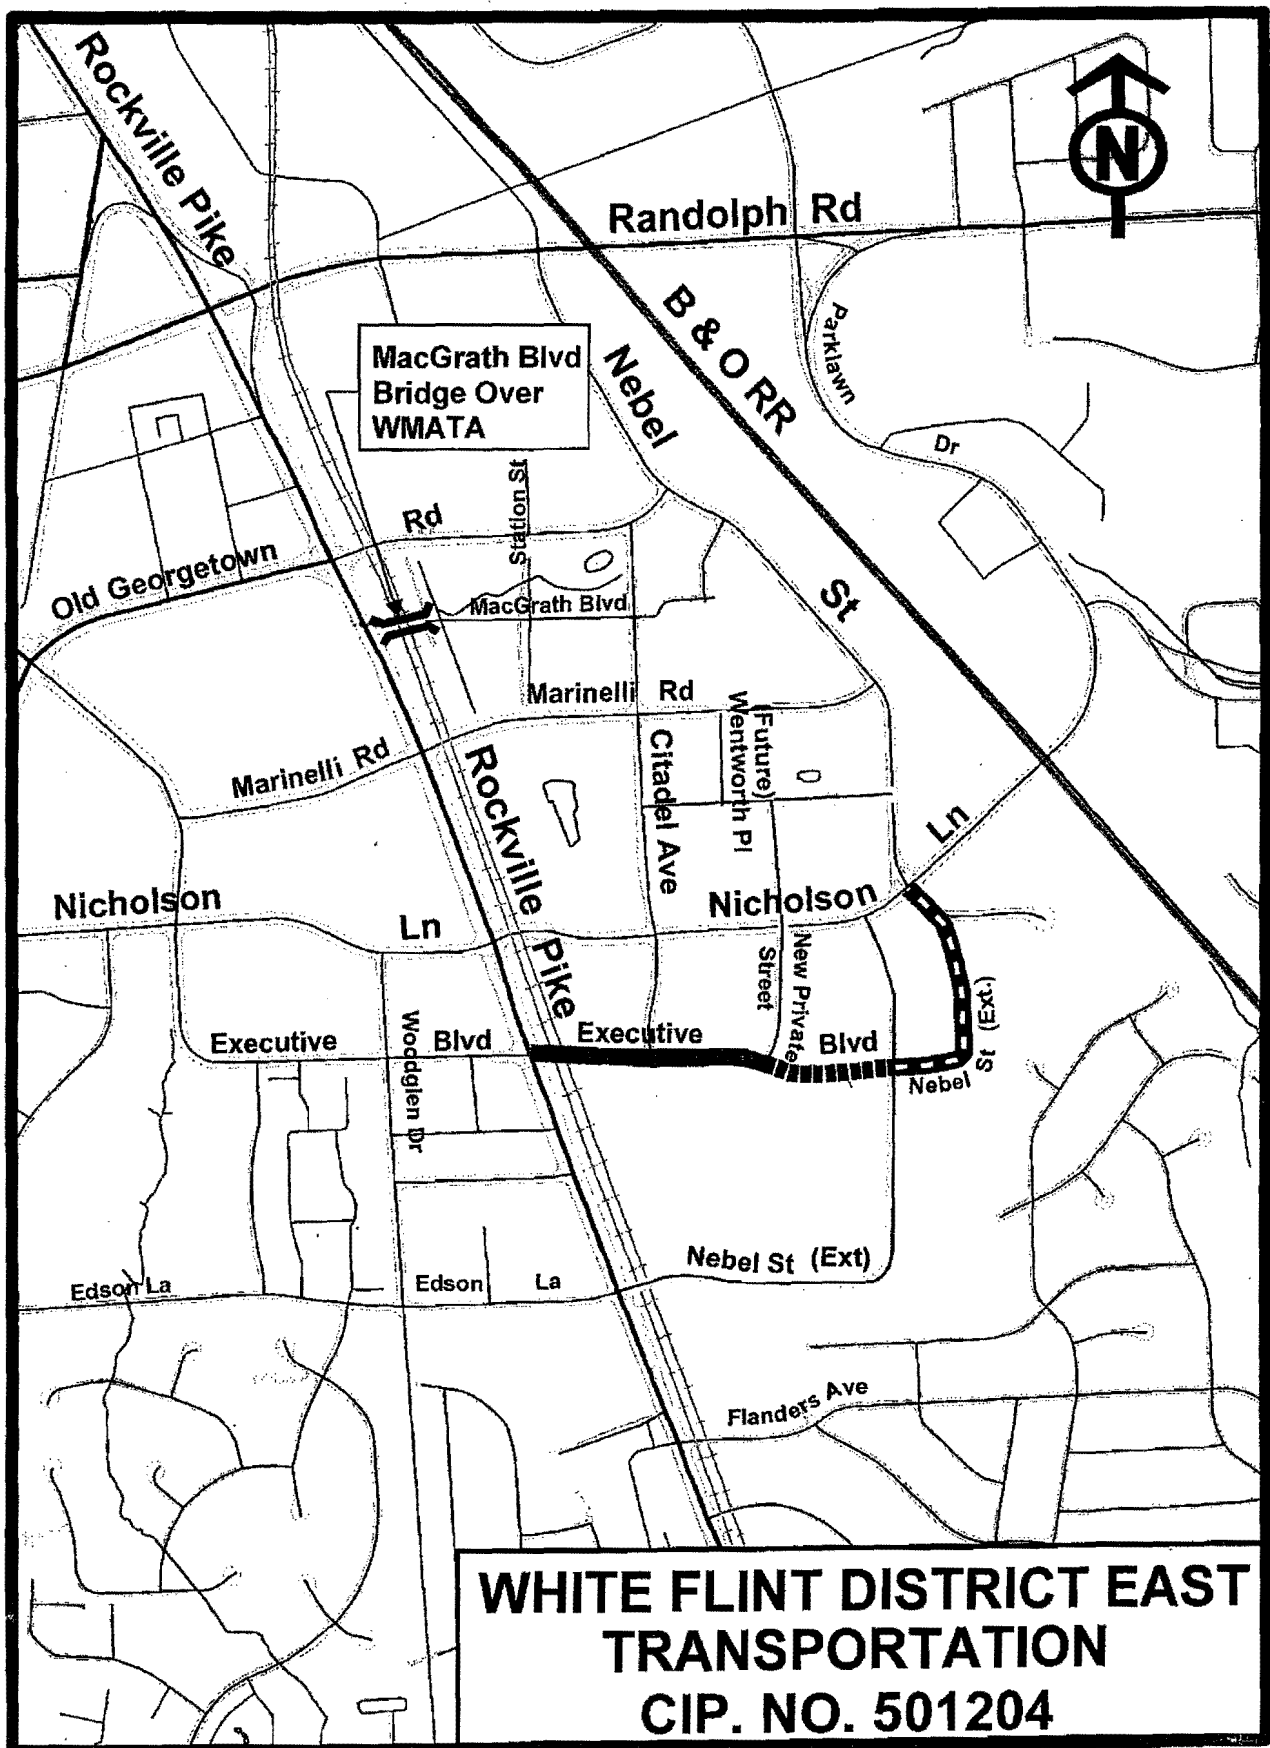 Rockville Pike
N
Randolph Rd
B & O RR
Parklawn
Dr
MacGrath Blvd
Bridge Over
WMATA
Nebel
St
Station St
Old Georgetown
Rd
MacGrath Blvd
Marinelli Rd
Marinelli Rd
Wentworth Pl
(Future)
Citadel Ave
Rockville Pike
Ln
Nicholson
Nicholson
Ln
New Private
Street
Executive
Blvd
Executive
Blvd
Woodglen Dr
Nebel
St (Ext.)
Nebel St (Ext)
Edson La
Edson La
Flanders Ave
WHITE FLINT DISTRICT EAST
TRANSPORTATION
CIP. NO. 501204